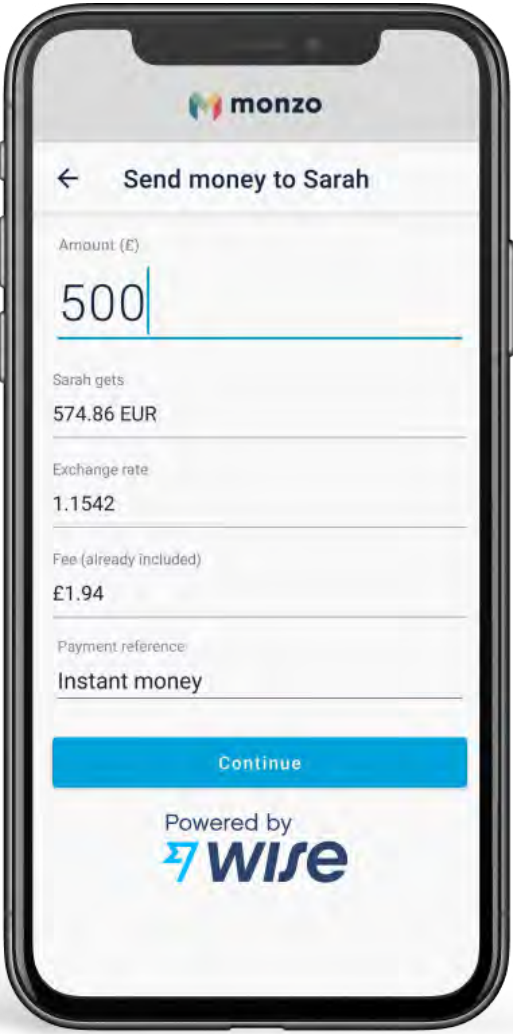 monzo
← Send money to Sarah
Amount (£)
500
Sarah gets
574.86 EUR
Exchange rate
1.1542
Fee (already included)
£1.94
Payment reference
Instant money
Continue
Powered by
wise